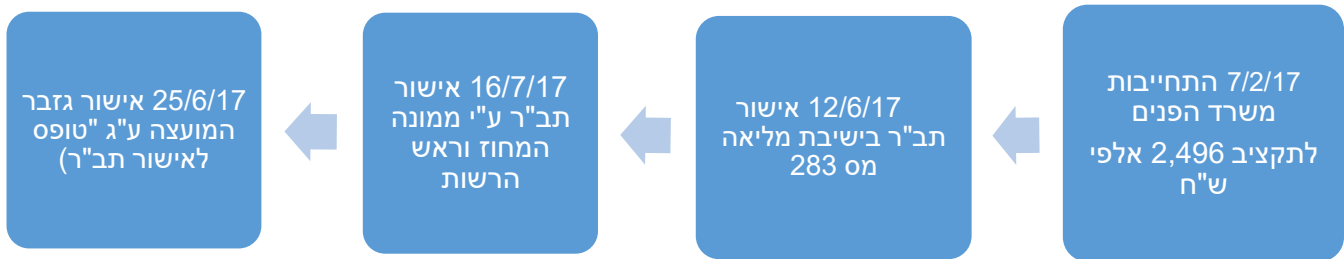 7/2/17 התחייבות
משרד הפנים
לתקציב 2,496 אלפי
ש"ח
12/6/17 אישור
תב"ר בישיבת מליאה
מס 283
16/7/17 אישור
תב"ר ע"י ממונה
המחוז וראש
הרשות
25/6/17 אישור גזבר
המועצה ע"ג "טופס
לאישור תב"ר)